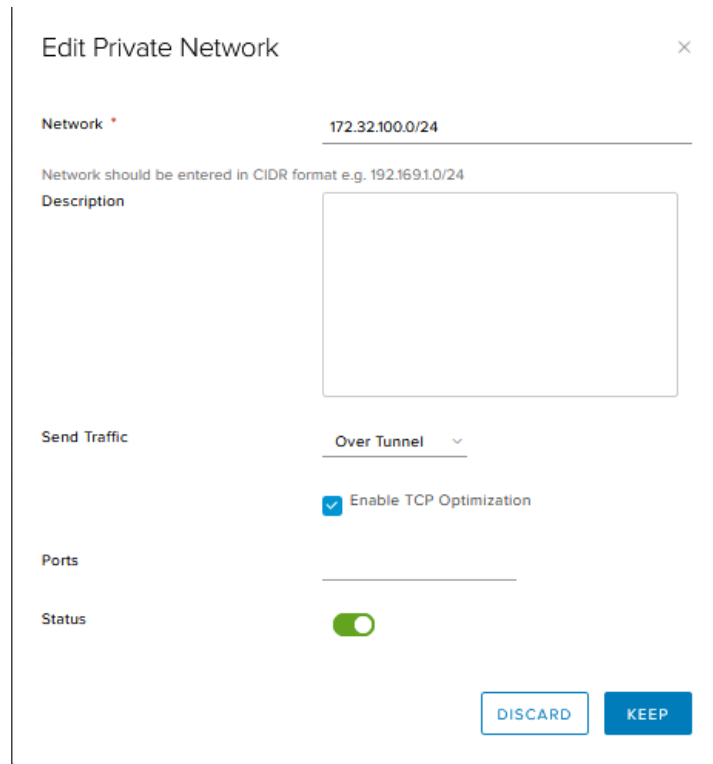 Edit Private Network
Network *
172.32.100.0/24
Network should be entered in CIDR format e.g. 192.169.1.0/24
Description
Send Traffic
Over Tunnel
Enable TCP Optimization
Ports
Status
DISCARD
KEEP